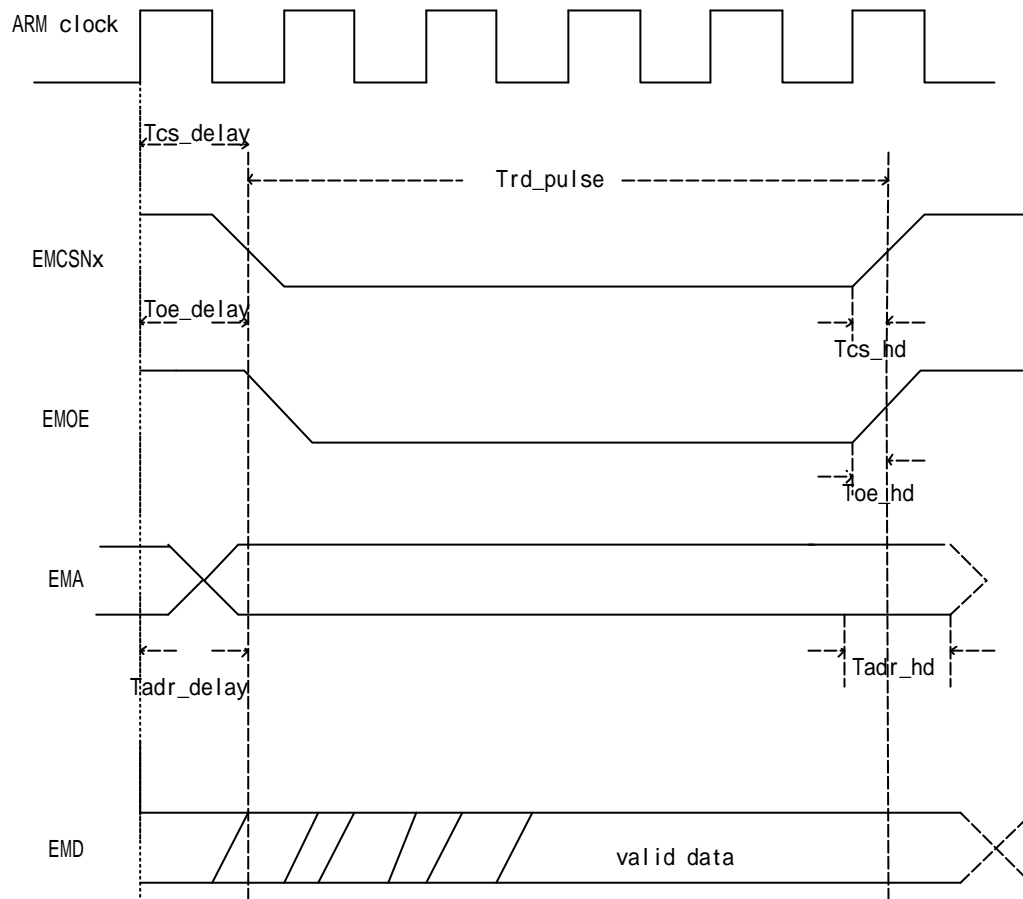 ARM clock
Tcs_delay
Trd_pulse
EMCSNx
Toe_delay
Tcs_hd
EMOE
Toe_hd
EMA
Tadr_hd
Tadr_delay
EMD
valid data